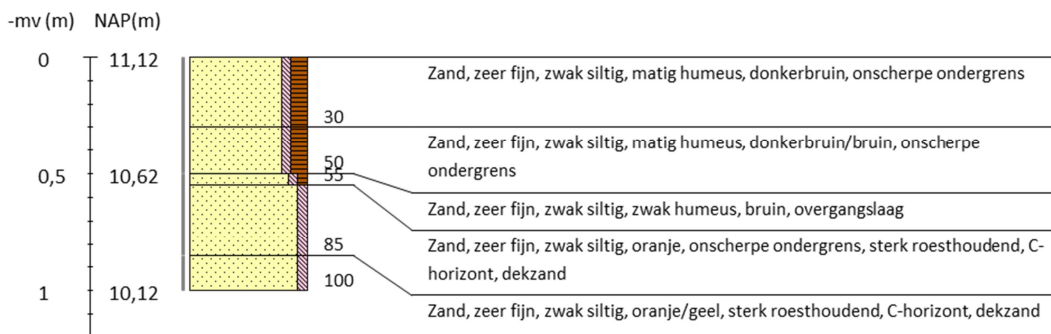 -mv (m) NAP(m)
0 11,12
Zand, zeer fijn, zwak siltig, matig humeus, donkerbruin, onscherpe ondergrens
30
Zand, zeer fijn, zwak siltig, matig humeus, donkerbruin/bruin, onscherpe
ondergrens
50
0,5 10,62
55
Zand, zeer fijn, zwak siltig, zwak humeus, bruin, overgangslaag
85
Zand, zeer fijn, zwak siltig, oranje, onscherpe ondergrens, sterk roesthoudend, C-
horizont, dekzand
100
1 10,12
Zand, zeer fijn, zwak siltig, oranje/geel, sterk roesthoudend, C-horizont, dekzand